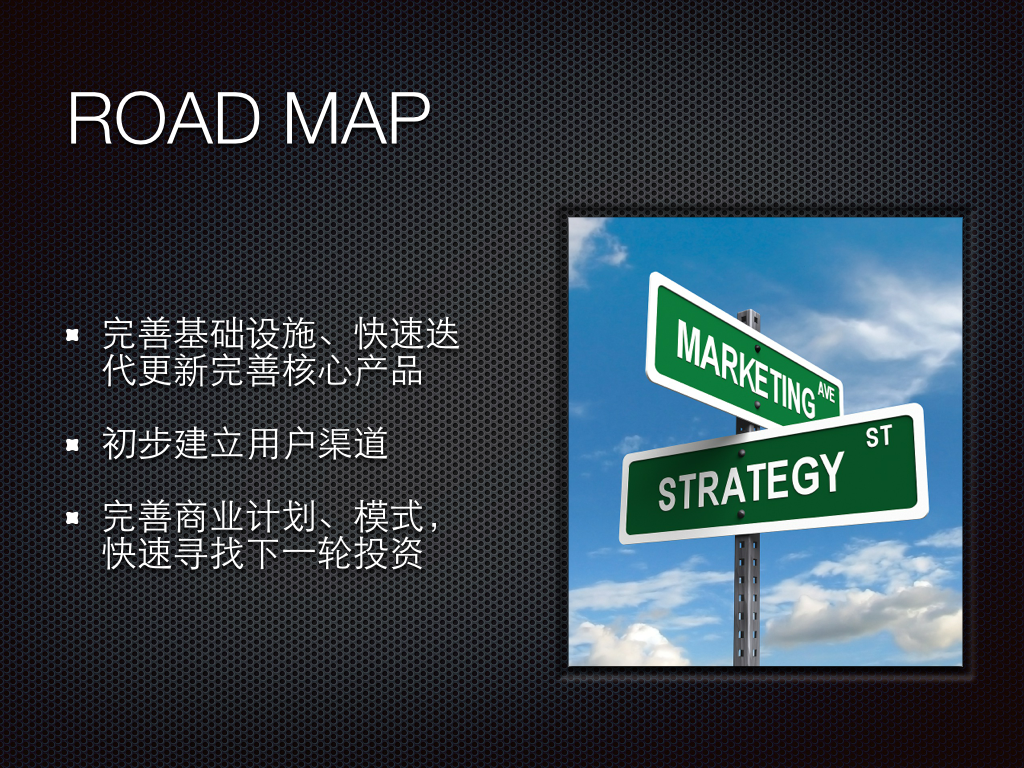 ROAD MAP
完善基础设施、快速迭
代更新完善核心产品
初步建立用户渠道
完善商业计划、模式，
快速寻找下一轮投资
MARKETING AVE
STRATEGY ST